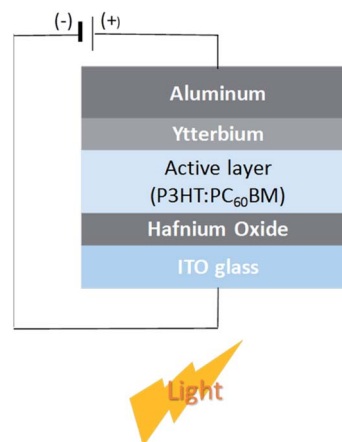 (-) (+)
Aluminum
Ytterbium
Active layer
(P3HT:PC₆₀BM)
Hafnium Oxide
ITO glass
Light